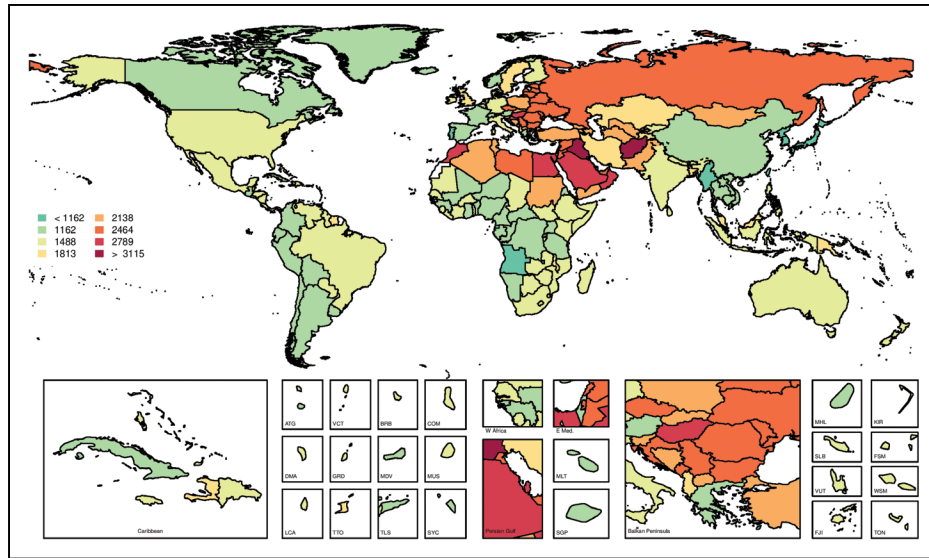 < 1162 2138
1162 2464
1488 2789
1813 > 3115
Caribbean
ATG VCT BRB COM
DMA GRD MDV MUS
LCA TTO TLS SYC
W Africa E Med.
Persian Gulf
MLT
SGP
Balkan Peninsula
MHL KIR
SLB FSM
VUT WSM
FJI TON